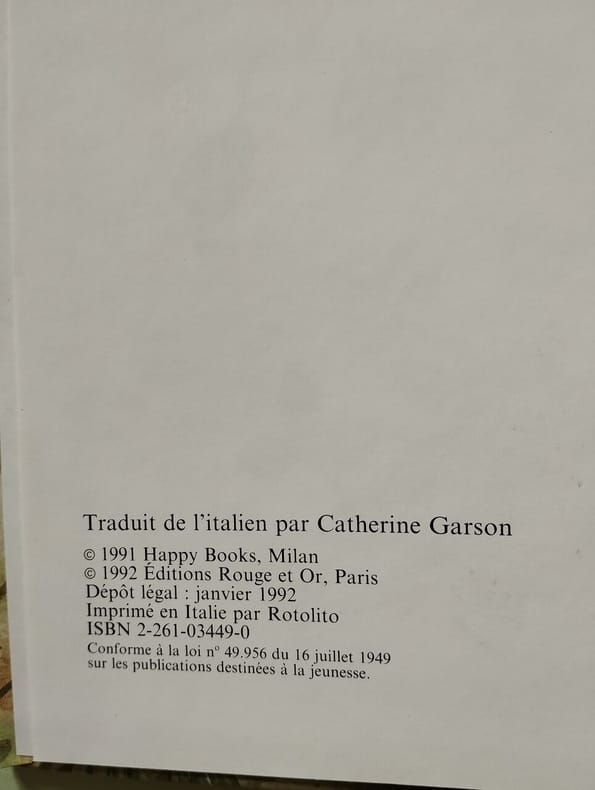 Traduit de l'italien par Catherine Garson
© 1991 Happy Books, Milan
© 1992 Éditions Rouge et Or, Paris
Dépôt légal : janvier 1992
Imprimé en Italie par Rotolito
ISBN 2-261-03449-0
Conforme à la loi n° 49.956 du 16 juillet 1949
sur les publications destinées à la jeunesse.